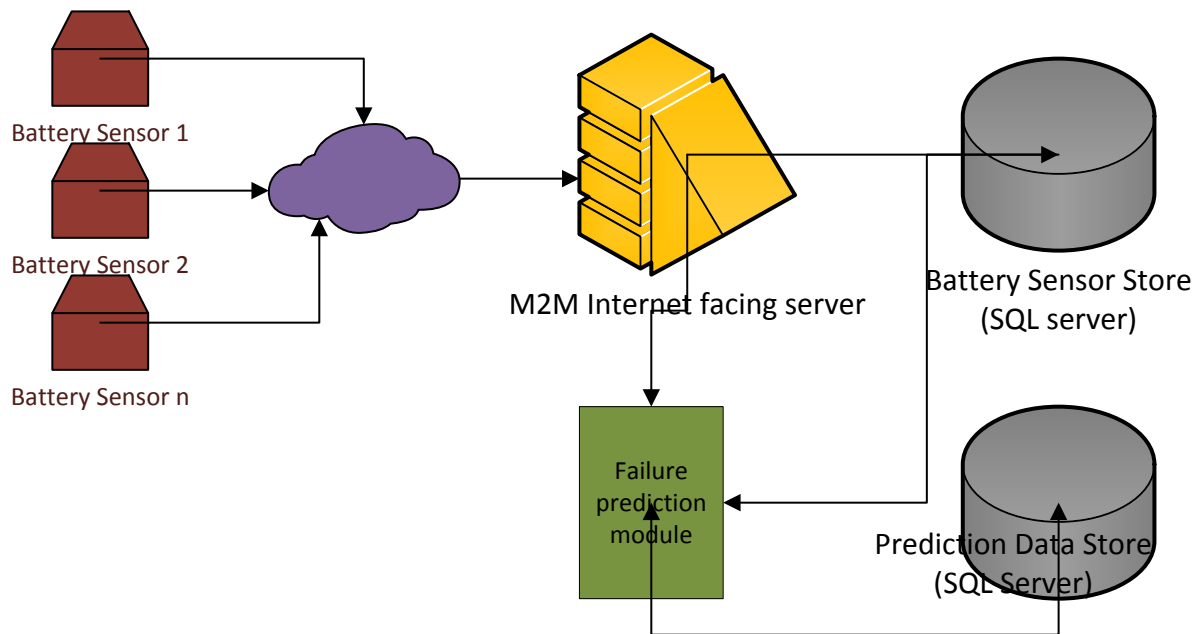 Battery Sensor 1
Battery Sensor 2
Battery Sensor n
M2M Internet facing server
Battery Sensor Store
(SQL server)
Failure
prediction
module
Prediction Data Store
(SQL Server)